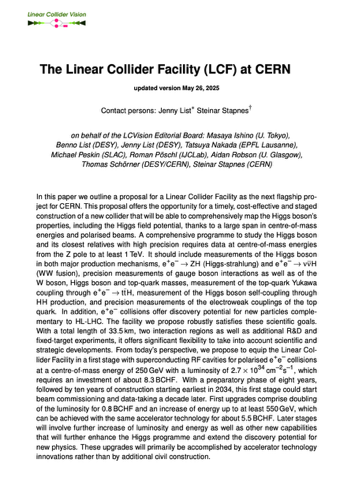 Linear Collider Vision
The Linear Collider Facility (LCF) at CERN
updated version May 26, 2025
Contact persons: Jenny List* Steinar Stapnes†
on behalf of the LCVision Editorial Board: Masaya Ishino (U. Tokyo),
Benno List (DESY), Jenny List (DESY), Tatsuya Nakada (EPFL Lausanne),
Michael Peskin (SLAC), Roman Pöschl (IJCLab), Aidan Robson (U. Glasgow),
Thomas Schörner (DESY/CERN), Steinar Stapnes (CERN)
In this paper we outline a proposal for a Linear Collider Facility as the next flagship pro-
ject for CERN. This proposal offers the opportunity for a timely, cost-effective and staged
construction of a new collider that will be able to comprehensively map the Higgs boson's
properties, including the Higgs field potential, thanks to a large span in centre-of-mass
energies and polarised beams. A comprehensive programme to study the Higgs boson
and its closest relatives with high precision requires data at centre-of-mass energies
from the Z pole to at least 1 TeV. It should include measurements of the Higgs boson
in both major production mechanisms, e⁺e⁻ → ZH (Higgs-strahlung) and e⁺e⁻ → νν̄H
(WW fusion), precision measurements of gauge boson interactions as well as of the
W boson, Higgs boson and top-quark masses, measurement of the top-quark Yukawa
coupling through e⁺e⁻ → tt̄H, measurement of the Higgs boson self-coupling through
HH production, and precision measurements of the electroweak couplings of the top
quark. In addition, e⁺e⁻ collisions offer discovery potential for new particles comple-
mentary to HL-LHC. The facility we propose robustly satisfies these scientific goals.
With a total length of 33.5 km, two interaction regions as well as additional R&D and
fixed-target experiments, it offers significant flexibility to take into account scientific and
strategic developments. From today's perspective, we propose to equip the Linear Col-
lider Facility in a first stage with superconducting RF cavities for polarised e⁺e⁻ collisions
at a centre-of-mass energy of 250 GeV with a luminosity of 2.7 × 10³⁴ cm⁻²s⁻¹, which
requires an investment of about 8.3 BCHF. With a preparatory phase of eight years,
followed by ten years of construction starting earliest in 2034, this first stage could start
beam commissioning and data-taking a decade later. First upgrades comprise doubling
of the luminosity for 0.8 BCHF and an increase of energy up to at least 550 GeV, which
can be achieved with the same accelerator technology for about 5.5 BCHF. Later stages
will involve further increase of luminosity and energy as well as other new capabilities
that will further enhance the Higgs programme and extend the discovery potential for
new physics. These upgrades will primarily be accomplished by accelerator technology
innovations rather than by additional civil construction.